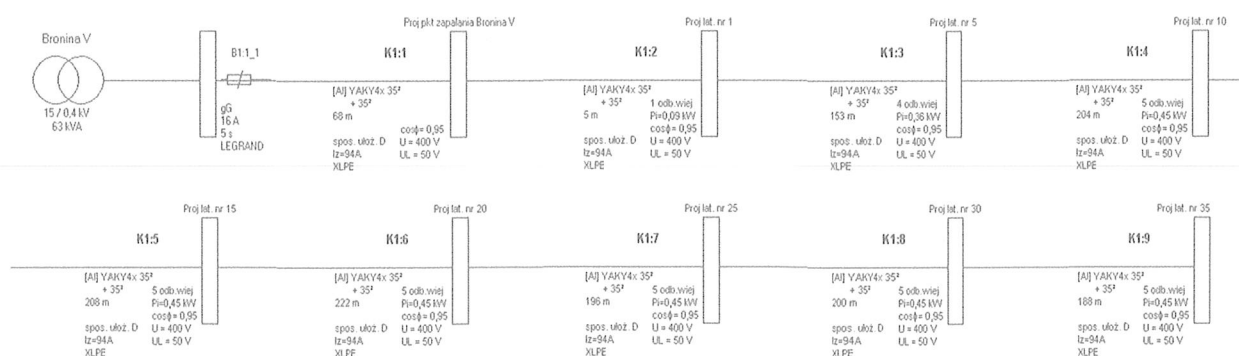 Bronina V
15 / 0,4 kV
63 kVA
B1:1_1
gG
16 A
5 s
LEGRAND
Proj pkt zapalania Bronina V
K1:1
[Al] YAKY4x 35²
+ 35²
68 m
cosϕ = 0,95
spos. ułoż. D U = 400 V
Iz=94A UL = 50 V
XLPE
Proj lat. nr 1
K1:2
[Al] YAKY4x 35²
+ 35² 1 odb.wiej
5 m Pi=0,09 kW
cosϕ = 0,95
spos. ułoż. D U = 400 V
Iz=94A UL = 50 V
XLPE
Proj lat. nr 5
K1:3
[Al] YAKY4x 35²
+ 35² 4 odb.wiej
153 m Pi=0,36 kW
cosϕ = 0,95
spos. ułoż. D U = 400 V
Iz=94A UL = 50 V
XLPE
Proj lat. nr 10
K1:4
[Al] YAKY4x 35²
+ 35² 5 odb.wiej
204 m Pi=0,45 kW
cosϕ = 0,95
spos. ułoż. D U = 400 V
Iz=94A UL = 50 V
XLPE
Proj lat. nr 15
K1:5
[Al] YAKY4x 35²
+ 35² 5 odb.wiej
208 m Pi=0,45 kW
cosϕ = 0,95
spos. ułoż. D U = 400 V
Iz=94A UL = 50 V
XLPE
Proj lat. nr 20
K1:6
[Al] YAKY4x 35²
+ 35² 5 odb.wiej
222 m Pi=0,45 kW
cosϕ = 0,95
spos. ułoż. D U = 400 V
Iz=94A UL = 50 V
XLPE
Proj lat. nr 25
K1:7
[Al] YAKY4x 35²
+ 35² 5 odb.wiej
196 m Pi=0,45 kW
cosϕ = 0,95
spos. ułoż. D U = 400 V
Iz=94A UL = 50 V
XLPE
Proj lat. nr 30
K1:8
[Al] YAKY4x 35²
+ 35² 5 odb.wiej
200 m Pi=0,45 kW
cosϕ = 0,95
spos. ułoż. D U = 400 V
Iz=94A UL = 50 V
XLPE
Proj lat. nr 35
K1:9
[Al] YAKY4x 35²
+ 35² 5 odb.wiej
188 m Pi=0,45 kW
cosϕ = 0,95
spos. ułoż. D U = 400 V
Iz=94A UL = 50 V
XLPE